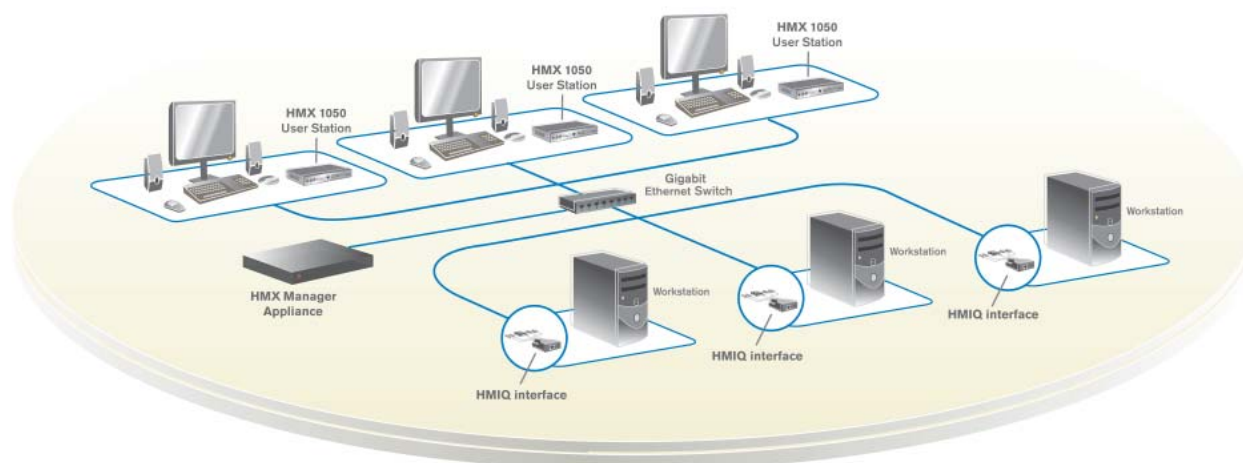 HMX 1050
User Station
HMX 1050
User Station
HMX 1050
User Station
Gigabit
Ethernet Switch
Workstation
Workstation
Workstation
HMX Manager
Appliance
HMIQ interface
HMIQ interface
HMIQ interface